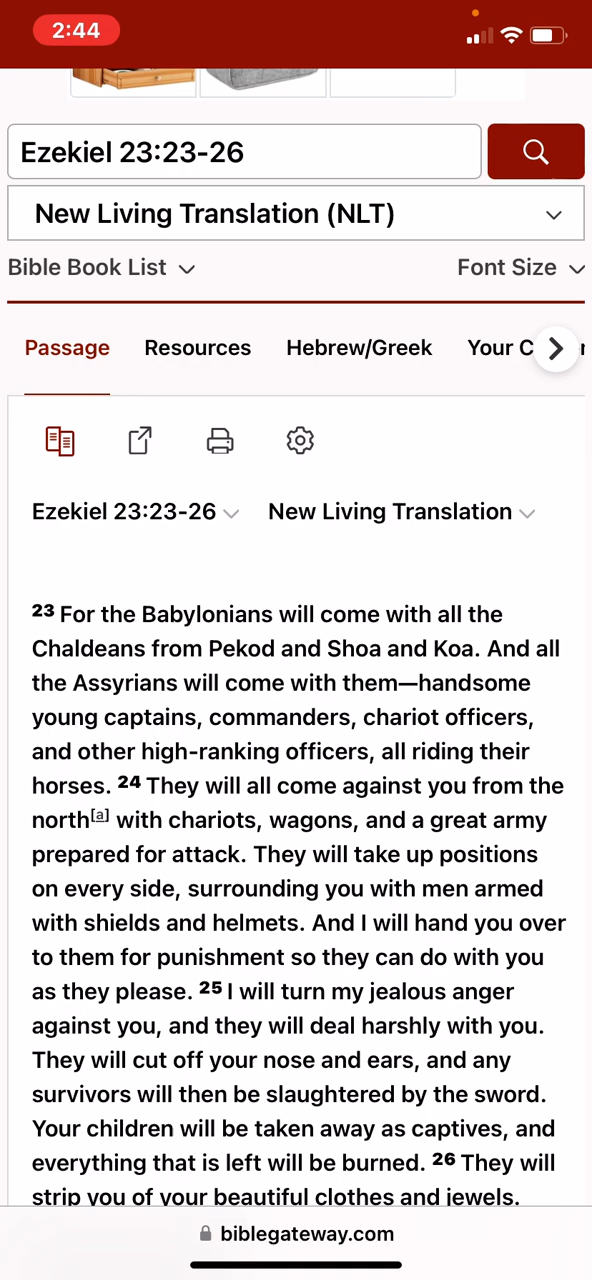 2:44
Ezekiel 23:23-26
New Living Translation (NLT)
Bible Book List
Font Size
Passage
Resources
Hebrew/Greek
Your C
Ezekiel 23:23-26
New Living Translation
23 For the Babylonians will come with all the
Chaldeans from Pekod and Shoa and Koa. And all
the Assyrians will come with them—handsome
young captains, commanders, chariot officers,
and other high-ranking officers, all riding their
horses. 24 They will all come against you from the
north[a] with chariots, wagons, and a great army
prepared for attack. They will take up positions
on every side, surrounding you with men armed
with shields and helmets. And I will hand you over
to them for punishment so they can do with you
as they please. 25 I will turn my jealous anger
against you, and they will deal harshly with you.
They will cut off your nose and ears, and any
survivors will then be slaughtered by the sword.
Your children will be taken away as captives, and
everything that is left will be burned. 26 They will
strip you of your beautiful clothes and jewels.
biblegateway.com